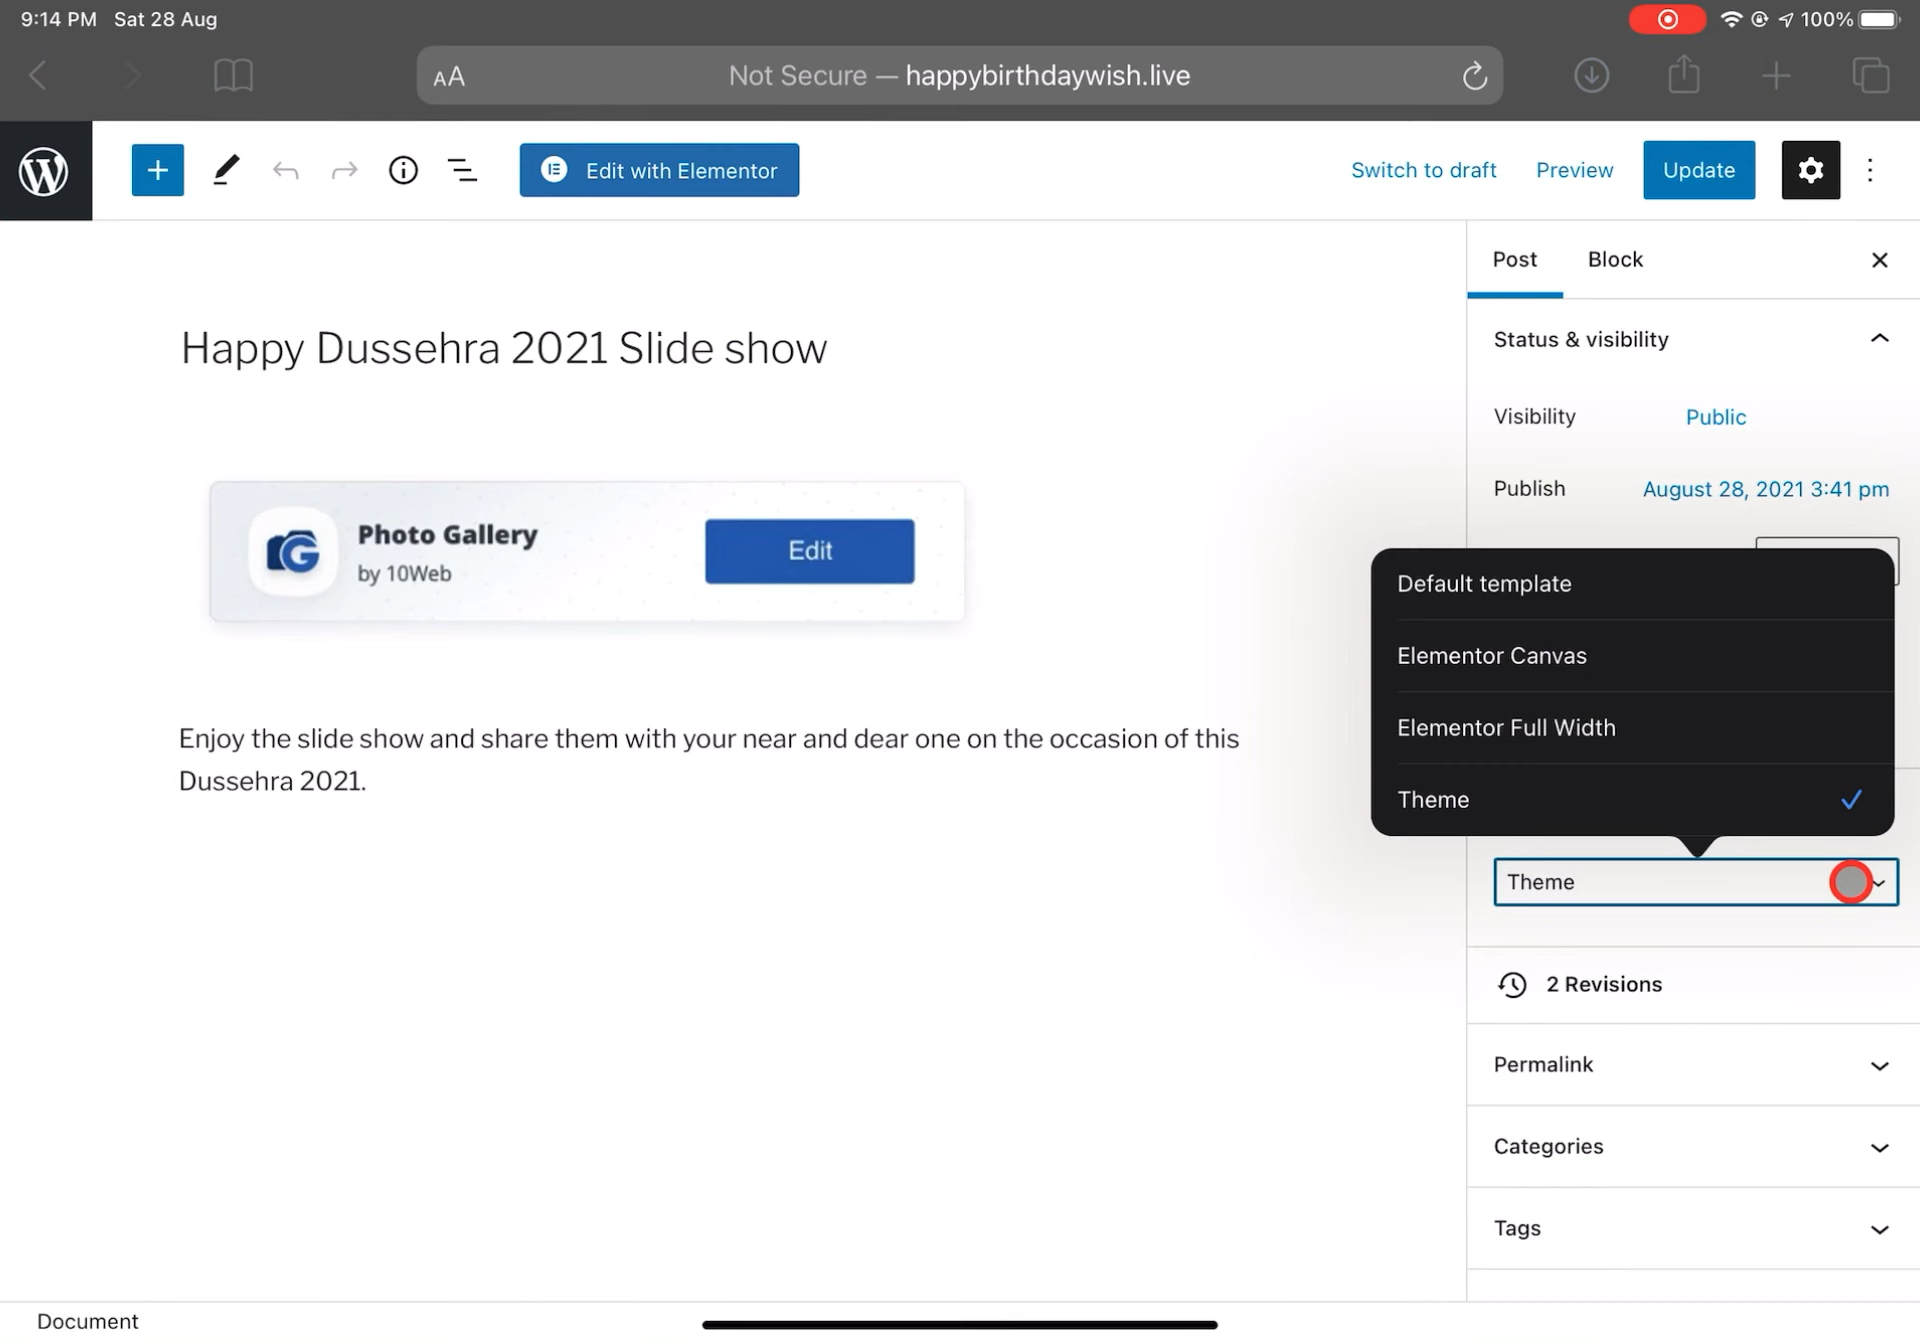 9:14 PM Sat 28 Aug
100%
AA
Not Secure — happybirthdaywish.live
Edit with Elementor
Switch to draft
Preview
Update
Post
Block
Happy Dussehra 2021 Slide show
Status & visibility
Visibility
Public
Publish
August 28, 2021 3:41 pm
Photo Gallery
by 10Web
Edit
Default template
Elementor Canvas
Elementor Full Width
Theme
Enjoy the slide show and share them with your near and dear one on the occasion of this
Dussehra 2021.
Theme
2 Revisions
Permalink
Categories
Tags
Document